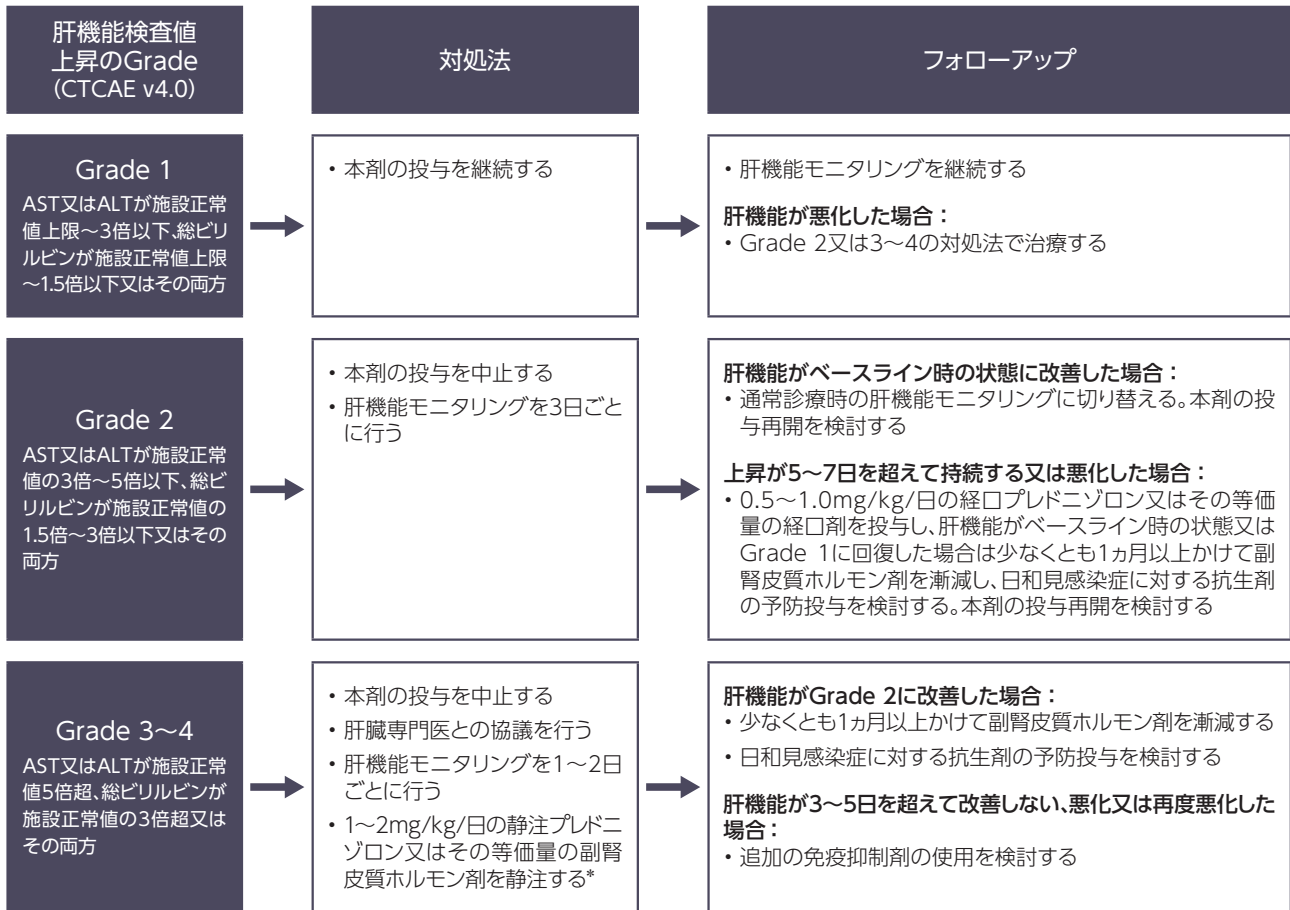 肝機能検査値
上昇のGrade
(CTCAE v4.0)
対処法
フォローアップ
Grade 1
AST又はALTが施設正常
値上限～3倍以下、総ビリ
ルビンが施設正常値上限
～1.5倍以下又はその両方
・本剤の投与を継続する
・肝機能モニタリングを継続する
肝機能が悪化した場合：
・Grade 2又は3～4の対処法で治療する
Grade 2
AST又はALTが施設正常
値の3倍～5倍以下、総ビ
リルビンが施設正常値の
1.5倍～3倍以下又はその
両方
・本剤の投与を中止する
・肝機能モニタリングを3日ごと
に行う
肝機能がベースライン時の状態に改善した場合：
・通常診療時の肝機能モニタリングに切り替える。本剤の投
与再開を検討する
上昇が5～7日を超えて持続する又は悪化した場合：
・0.5～1.0mg/kg/日の経口プレドニゾロン又はその等価
量の経口剤を投与し、肝機能がベースライン時の状態又は
Grade 1に回復した場合は少なくとも1ヵ月以上かけて副
腎皮質ホルモン剤を漸減し、日和見感染症に対する抗生剤
の予防投与を検討する。本剤の投与再開を検討する
Grade 3～4
AST又はALTが施設正常
値5倍超、総ビリルビンが
施設正常値の3倍超又は
その両方
・本剤の投与を中止する
・肝臓専門医との協議を行う
・肝機能モニタリングを1～2日
ごとに行う
・1～2mg/kg/日の静注プレドニ
ゾロン又はその等価量の副腎
皮質ホルモン剤を静注する*
肝機能がGrade 2に改善した場合：
・少なくとも1ヵ月以上かけて副腎皮質ホルモン剤を漸減する
・日和見感染症に対する抗生剤の予防投与を検討する
肝機能が3～5日を超えて改善しない、悪化又は再度悪化した
場合：
・追加の免疫抑制剤の使用を検討する